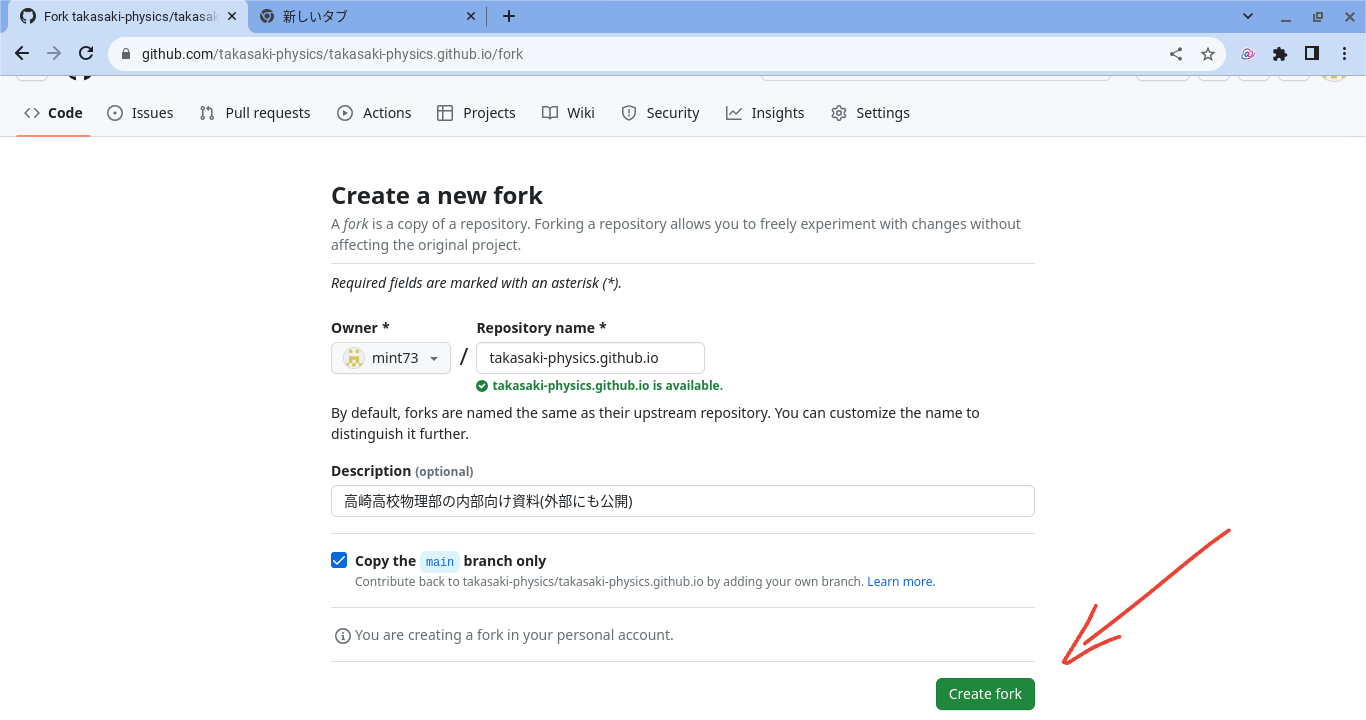 Fork takasaki-physics/takasak
新しいタブ
github.com/takasaki-physics/takasaki-physics.github.io/fork
Code Issues Pull requests Actions Projects Wiki Security Insights Settings
Create a new fork
A fork is a copy of a repository. Forking a repository allows you to freely experiment with changes without
affecting the original project.
Required fields are marked with an asterisk (*).
Owner * Repository name *
mint73 / takasaki-physics.github.io
takasaki-physics.github.io is available.
By default, forks are named the same as their upstream repository. You can customize the name to
distinguish it further.
Description (optional)
高崎高校物理部の内部向け資料(外部にも公開)
Copy the main branch only
Contribute back to takasaki-physics/takasaki-physics.github.io by adding your own branch. Learn more.
You are creating a fork in your personal account.
Create fork